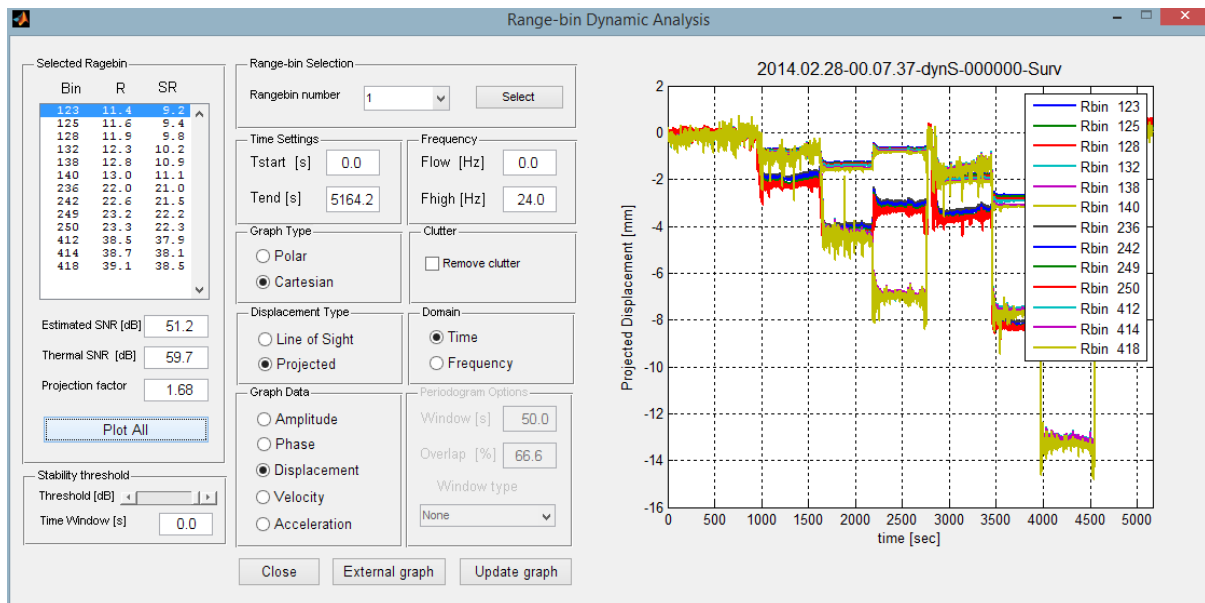 Range-bin Dynamic Analysis
Selected Ragebin
Bin R SR
123 11.4 9.2
125 11.6 9.4
128 11.9 9.8
132 12.3 10.2
138 12.8 10.9
140 13.0 11.1
236 22.0 21.0
242 22.6 21.5
249 23.2 22.2
250 23.3 22.3
412 38.5 37.9
414 38.7 38.1
418 39.1 38.5
Estimated SNR [dB] 51.2
Thermal SNR [dB] 59.7
Projection factor 1.68
Plot All
Stability threshold
Threshold [dB]
Time Window [s] 0.0
Range-bin Selection
Rangebin number 1 Select
Time Settings
Tstart [s] 0.0
Tend [s] 5164.2
Frequency
Flow [Hz] 0.0
Fhigh [Hz] 24.0
Graph Type
Polar
Cartesian
Clutter
Remove clutter
Displacement Type
Line of Sight
Projected
Domain
Time
Frequency
Graph Data
Amplitude
Phase
Displacement
Velocity
Acceleration
Periodogram Options
Window [s] 50.0
Overlap [%] 66.6
Window type
None
Close External graph Update graph
2014.02.28-00.07.37-dynS-000000-Surv
Projected Displacement [mm]
2
0
-2
-4
-6
-8
-10
-12
-14
-16
0 500 1000 1500 2000 2500 3000 3500 4000 4500 5000
time [sec]
Rbin 123
Rbin 125
Rbin 128
Rbin 132
Rbin 138
Rbin 140
Rbin 236
Rbin 242
Rbin 249
Rbin 250
Rbin 412
Rbin 414
Rbin 418